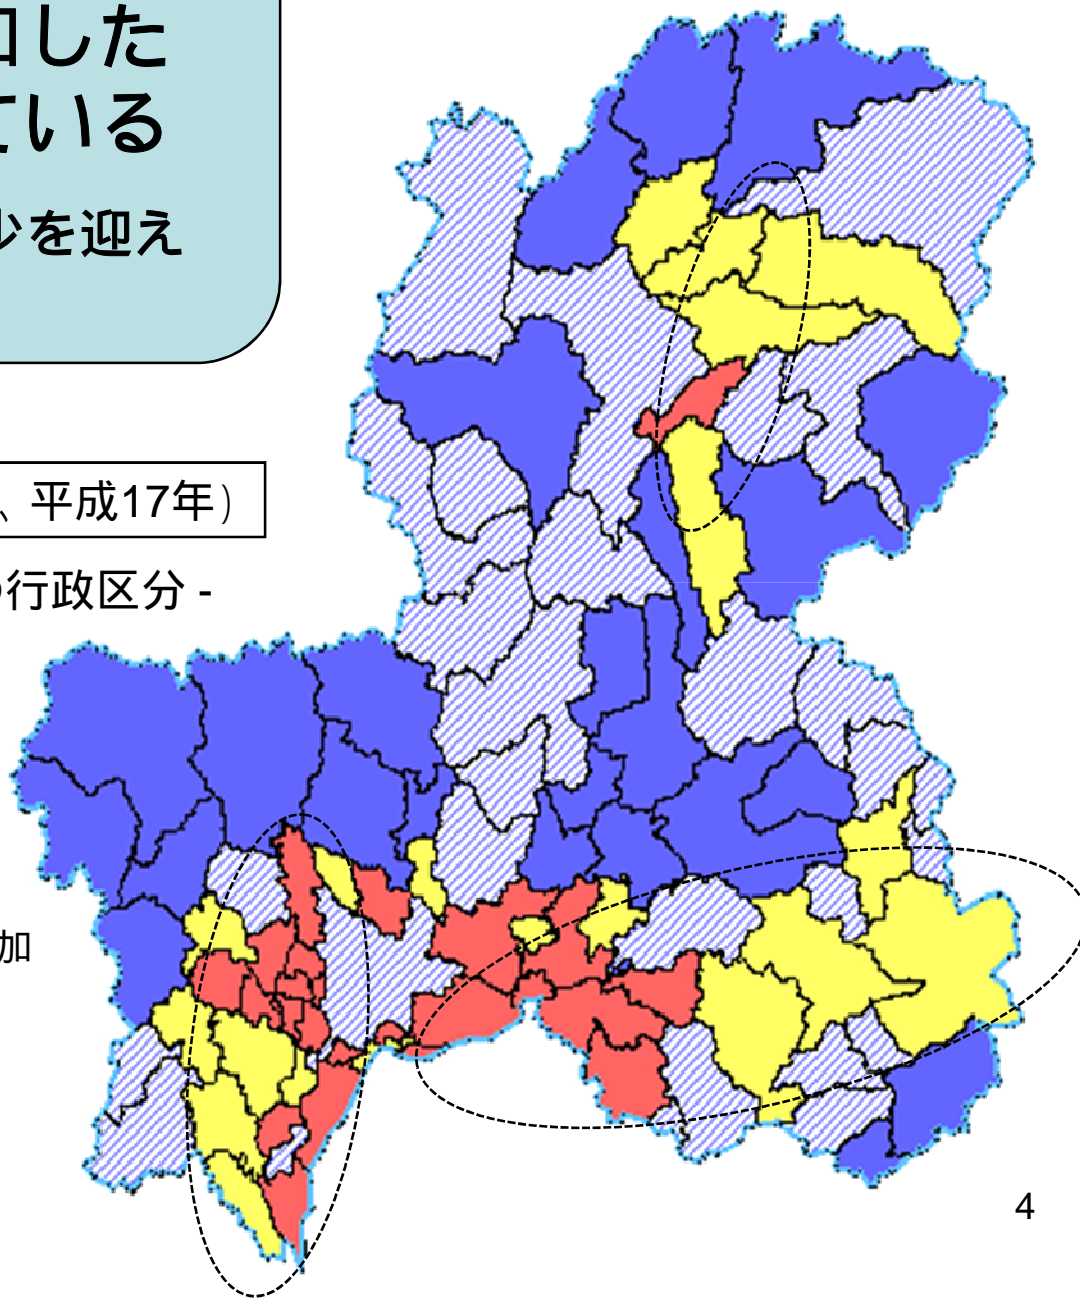 した
ている
少を迎え
、平成17年）
行政区分 -
加
4